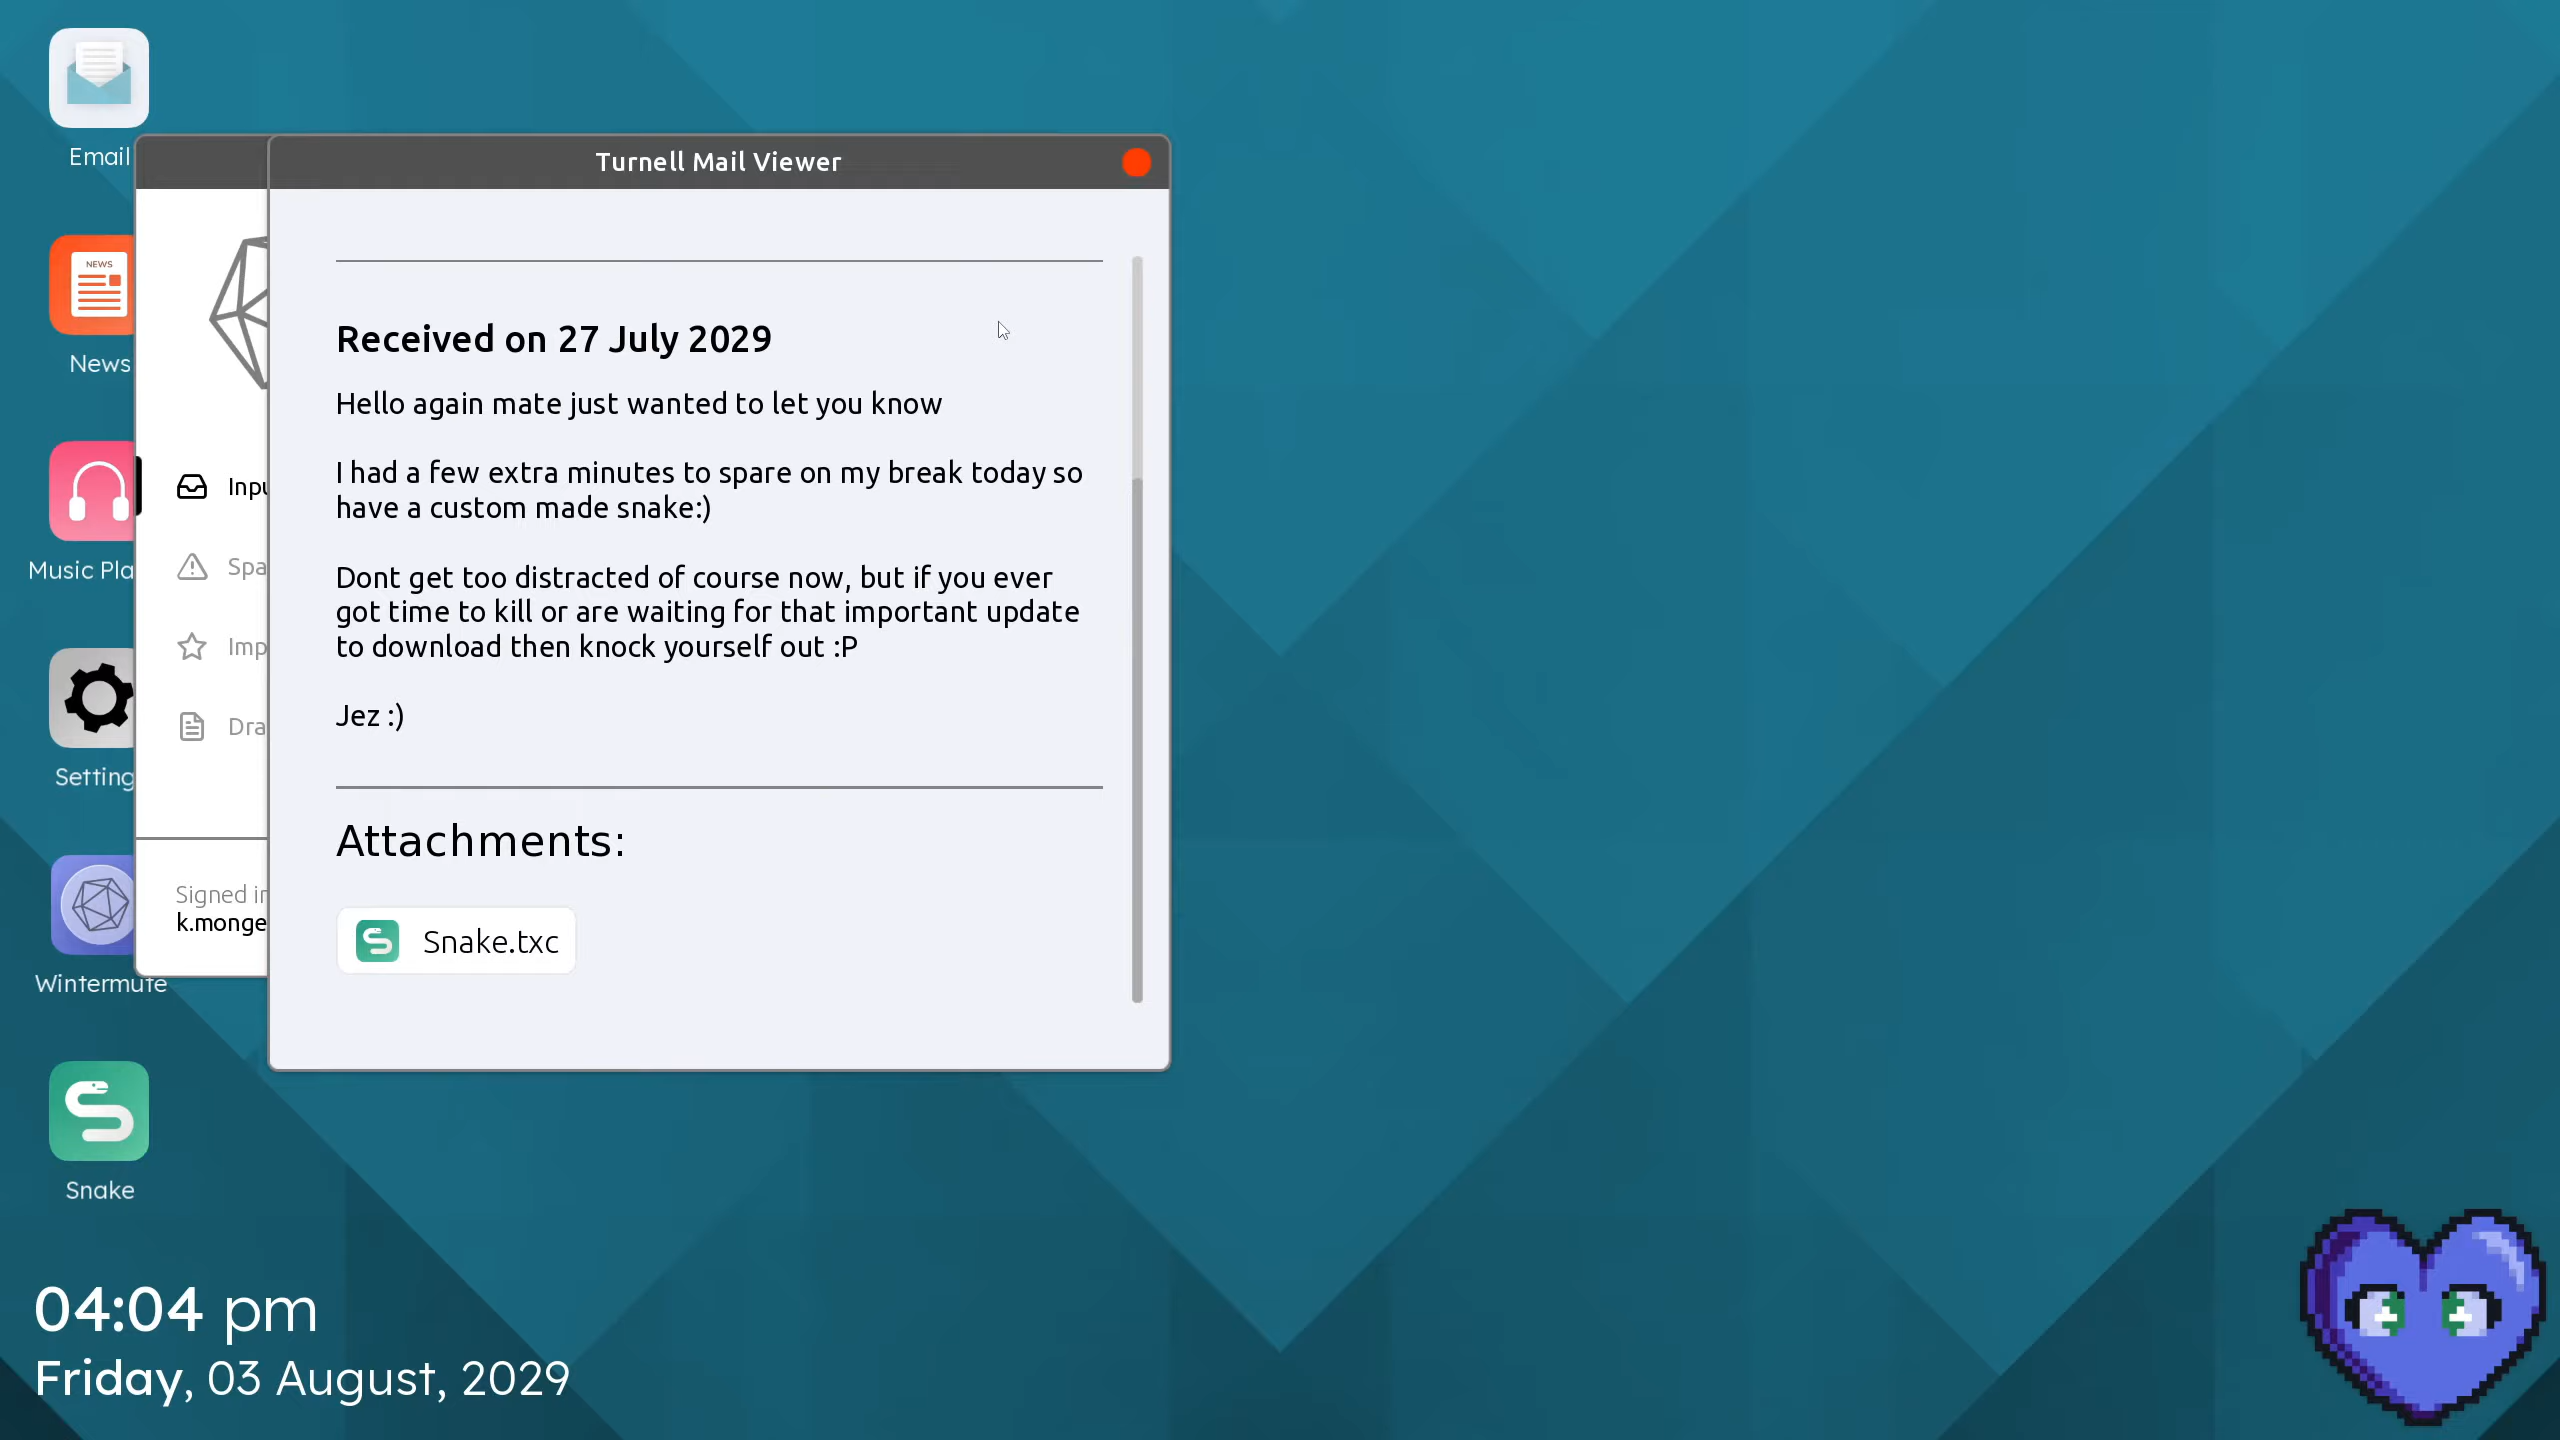 Email
News
NEWS
Music Pla
Setting
Wintermute
Snake
Turnell Mail Viewer
Inpu
Spa
Imp
Dra
Signed in
k.monge
Received on 27 July 2029
Hello again mate just wanted to let you know
I had a few extra minutes to spare on my break today so
have a custom made snake:)
Dont get too distracted of course now, but if you ever
got time to kill or are waiting for that important update
to download then knock yourself out :P
Jez :)
Attachments:
Snake.txc
04:04 pm
Friday, 03 August, 2029